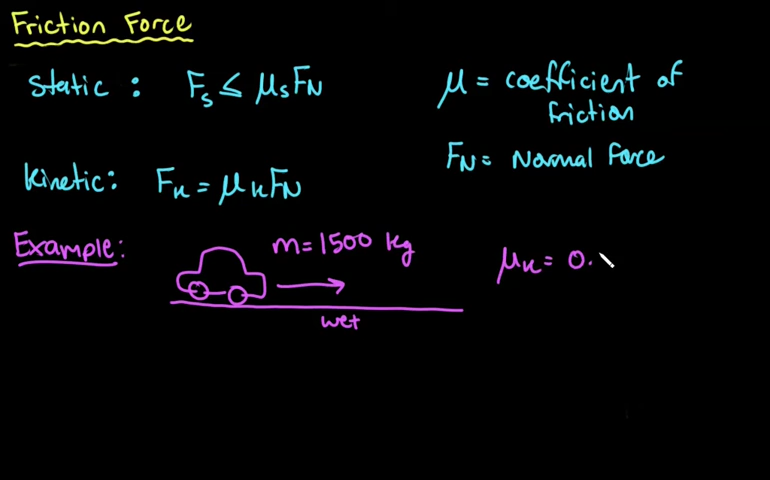 Friction Force
Static : Fs ≤ μsFN
μ = coefficient of
friction
FN = Normal Force
Kinetic: Fk = μkFN
Example:
m = 1500 kg
μk = 0.
wet